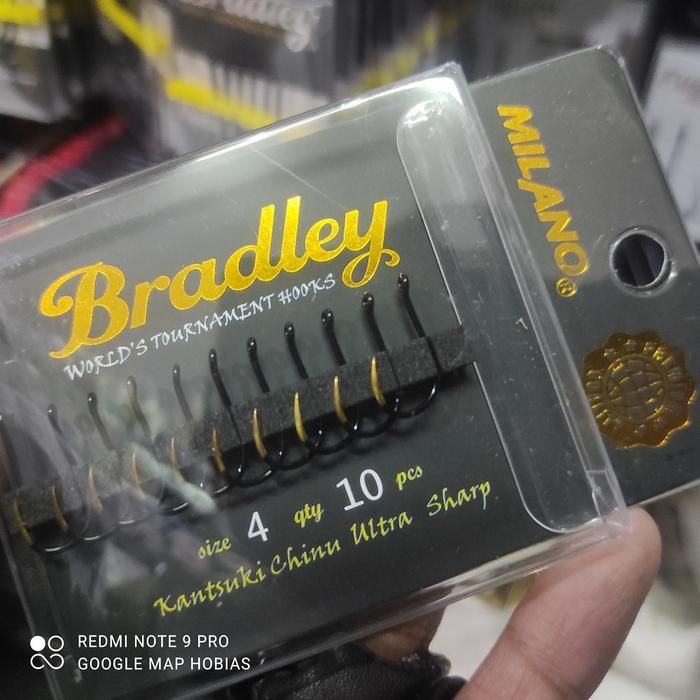 Bradley
MILANO®
Bradley
WORLD'S TOURNAMENT HOOKS
size 4 qty 10 pcs
Kantsuki Chinu Ultra Sharp
REDMI NOTE 9 PRO
GOOGLE MAP HOBIAS